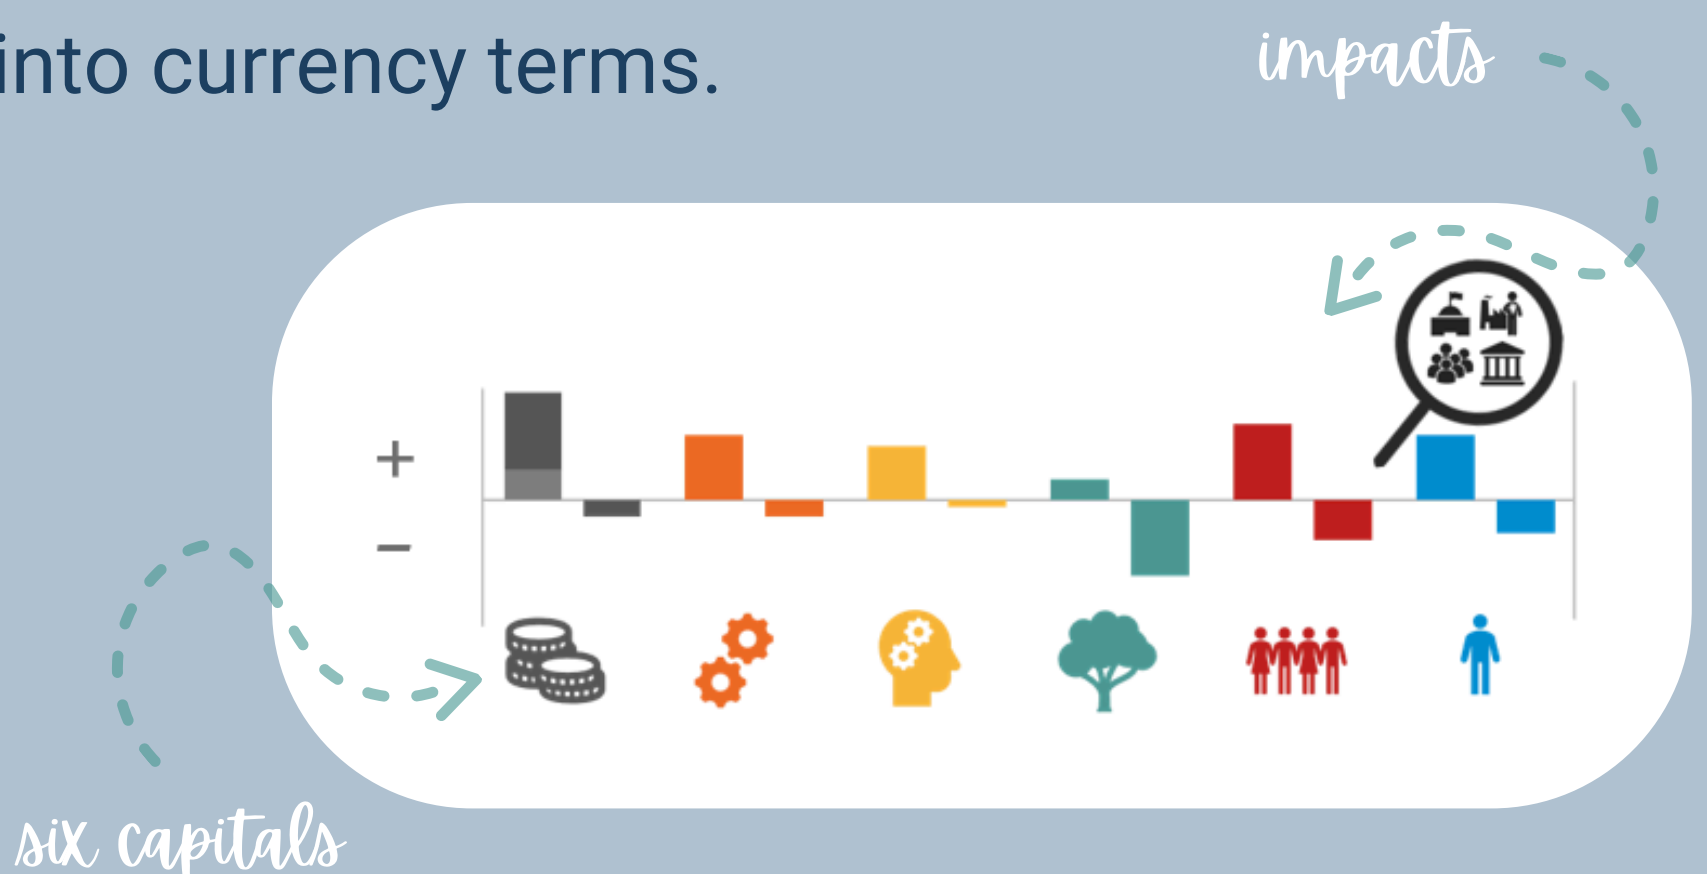 into currency terms.
impacts
+
−
six capitals